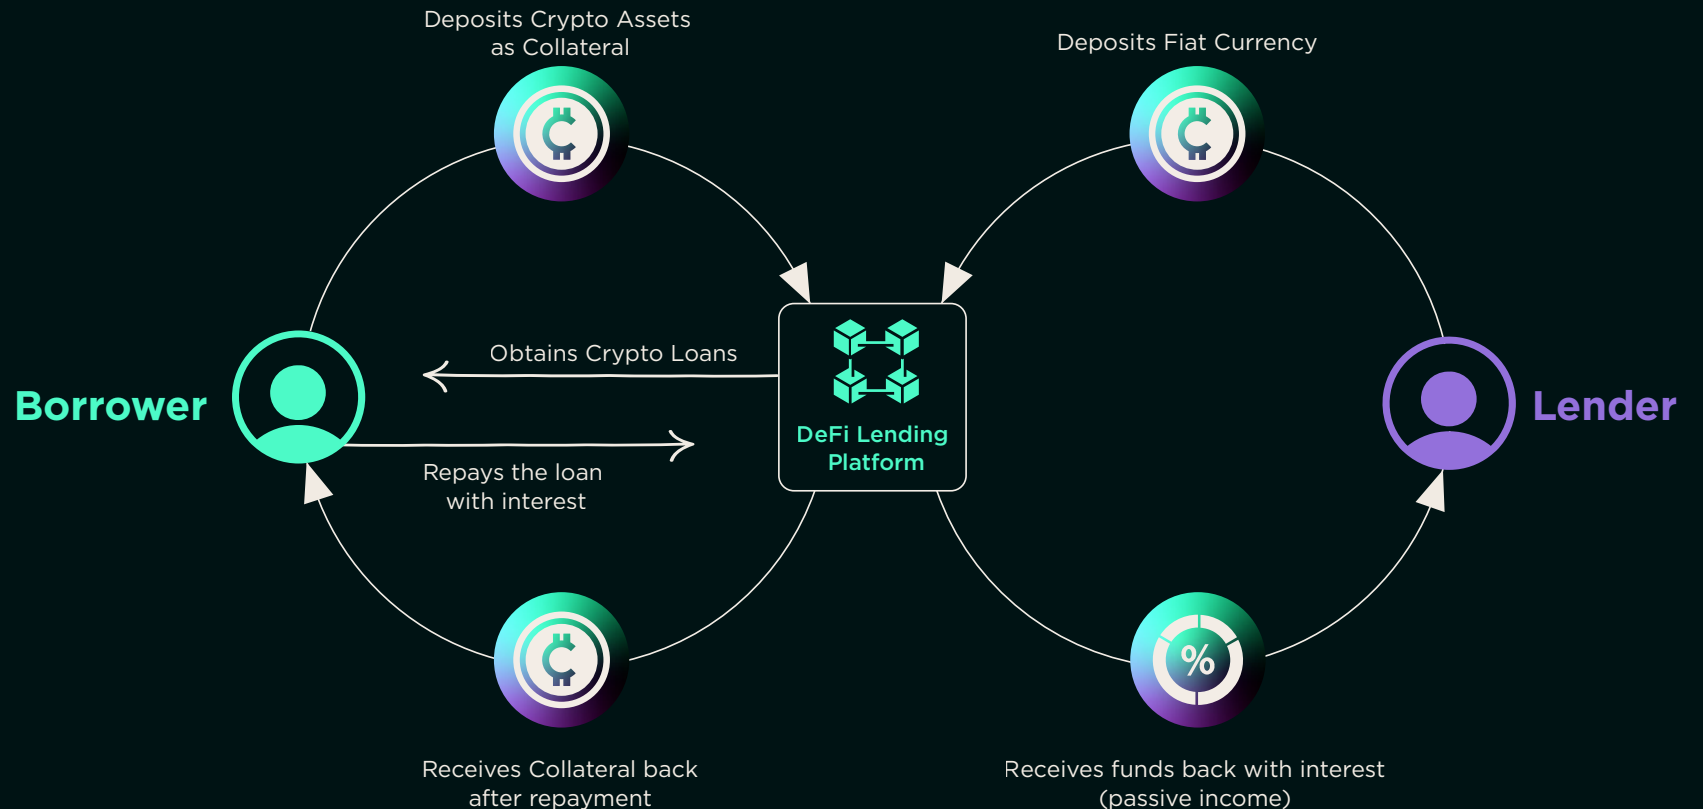 Deposits Crypto Assets
as Collateral
Deposits Fiat Currency
Obtains Crypto Loans
Borrower
Repays the loan
with interest
DeFi Lending
Platform
Lender
%
Receives Collateral back
after repayment
Receives funds back with interest
(passive income)